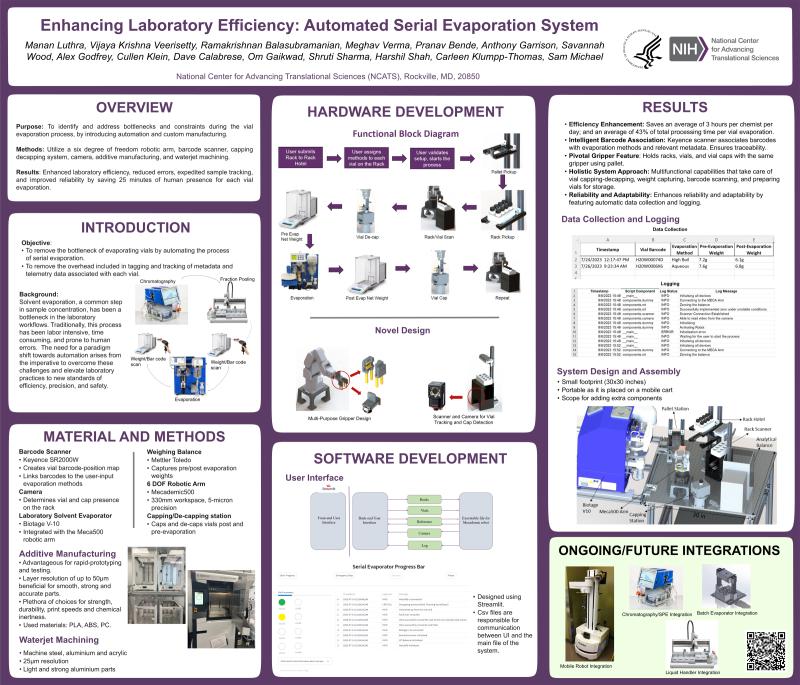 Enhancing Laboratory Efficiency: Automated Serial Evaporation System
Manan Luthra, Vijaya Krishna Veerisetty, Ramakrishnan Balasubramanian, Meghav Verma, Pranav Bende, Anthony Garrison, Savannah
Wood, Alex Godfrey, Cullen Klein, Dave Calabrese, Om Gaikwad, Shruti Sharma, Harshil Shah, Carleen Klumpp-Thomas, Sam Michael
National Center for Advancing Translational Sciences (NCATS), Rockville, MD, 20850
NIH
National Center
for Advancing
Translational Sciences
OVERVIEW
Purpose: To identify and address bottlenecks and constraints during the vial
evaporation process, by introducing automation and custom manufacturing.
Methods: Utilize a six degree of freedom robotic arm, barcode scanner, capping
decapping system, camera, additive manufacturing, and waterjet machining.
Results: Enhanced laboratory efficiency, reduced errors, expedited sample tracking,
and improved reliability by saving 25 minutes of human presence for each vial
evaporation.
INTRODUCTION
Objective:
• To remove the bottleneck of evaporating vials by automating the process
of serial evaporation.
• To remove the overhead included in tagging and tracking of metadata and
telemetry data associated with each vial.
Background:
Solvent evaporation, a common step
in sample concentration, has been a
bottleneck in the laboratory
workflows. Traditionally, this process
has been labor intensive, time
consuming, and prone to human
errors. The need for a paradigm
shift towards automation arises from
the imperative to overcome these
challenges and elevate laboratory
practices to new standards of
efficiency, precision, and safety.
Chromatography
Fraction Pooling
Weight/Bar code
scan
Weight/Bar code
scan
Evaporation
MATERIAL AND METHODS
Barcode Scanner
• Keyence SR2000W
• Creates vial barcode-position map
• Links barcodes to the user-input
evaporation methods
Camera
• Determines vial and cap presence
on the rack
Laboratory Solvent Evaporator
• Biotage V-10
• Integrated with the Meca500
robotic arm
Weighing Balance
• Mettler Toledo
• Captures pre/post evaporation
weights
6 DOF Robotic Arm
• Mecademic500
• 330mm workspace, 5-micron
precision
Capping/De-capping station
• Caps and de-caps vials post and
pre-evaporation
Additive Manufacturing
• Advantageous for rapid-prototyping
and testing.
• Layer resolution of up to 50μm
beneficial for smooth, strong and
accurate parts.
• Plethora of choices for strength,
durability, print speeds and chemical
inertness.
• Used materials: PLA, ABS, PC.
Waterjet Machining
• Machine steel, aluminium and acrylic
• 25μm resolution
• Light and strong aluminium parts
HARDWARE DEVELOPMENT
Functional Block Diagram
User submits
Rack to Rack
Hotel
User assigns
methods to each
vial on the Rack
User validates
setup, starts the
process
Pallet Pickup
Pre Evap
Net Weight
Vial De-cap
Rack/Vial Scan
Rack Pickup
Evaporation
Post Evap Net Weight
Vial Cap
Repeat
Novel Design
Multi-Purpose Gripper Design
Scanner and Camera for Vial
Tracking and Cap Detection
SOFTWARE DEVELOPMENT
User Interface
Front-end User
Interface
Back-end User
Interface
Racks
Vials
Reference
Camera
Log
Executable file for
Mecademic robot
Serial Evaporator Progress Bar
• Designed using
Streamlit.
• Csv files are
responsible for
communication
between UI and the
main file of the
system.
RESULTS
• Efficiency Enhancement: Saves an average of 3 hours per chemist per
day; and an average of 43% of total processing time per vial evaporation.
• Intelligent Barcode Association: Keyence scanner associates barcodes
with evaporation methods and relevant metadata. Ensures traceability.
• Pivotal Gripper Feature: Holds racks, vials, and vial caps with the same
gripper using pallet.
• Holistic System Approach: Multifunctional capabilities that take care of
vial capping-decapping, weight capturing, barcode scanning, and preparing
vials for storage.
• Reliability and Adaptability: Enhances reliability and adaptability by
featuring automatic data collection and logging.
Data Collection and Logging
Data Collection
A B C D E
Timestamp Vial Barcode Evaporation Method Pre-Evaporation Weight Post-Evaporation Weight
High Boil 7.2g 6.1g
Aqueous 7.6g 6.8g
Logging
Timestamp Script Component Log Status Log Message
System Design and Assembly
• Small footprint (30x30 inches)
• Portable as it is placed on a mobile cart
• Scope for adding extra components
Pallet Station
Rack Hotel
Rack Scanner
Analytical
Balance
Biotage
V10
Meca500 Arm
Capping
Station
30 in
ONGOING/FUTURE INTEGRATIONS
Mobile Robot Integration
Chromatography/SPE Integration
Batch Evaporator Integration
Liquid Handler Integration